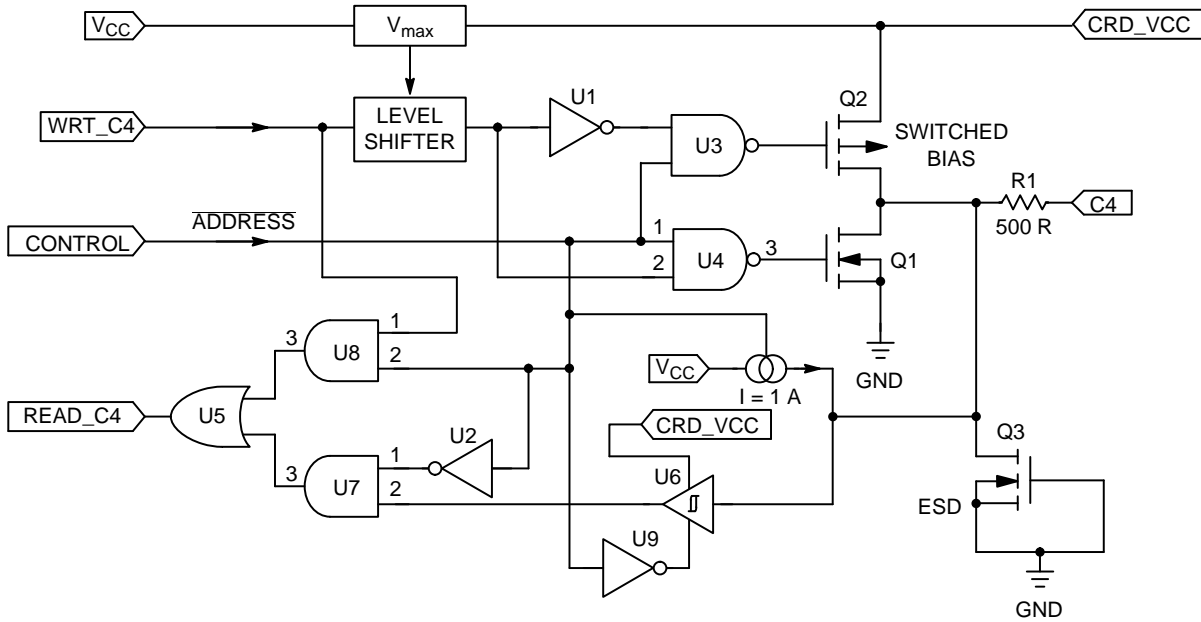 VCC
Vmax
CRD_VCC
U1
Q2
WRT_C4
LEVEL
SHIFTER
U3
SWITCHED
BIAS
R1
C4
500 R
ADDRESS
CONTROL
1
2
U4
3
Q1
1
3
U8
2
VCC
GND
I = 1 A
READ_C4
U5
CRD_VCC
U2
Q3
1
3
U7
2
U6
ESD
U9
GND